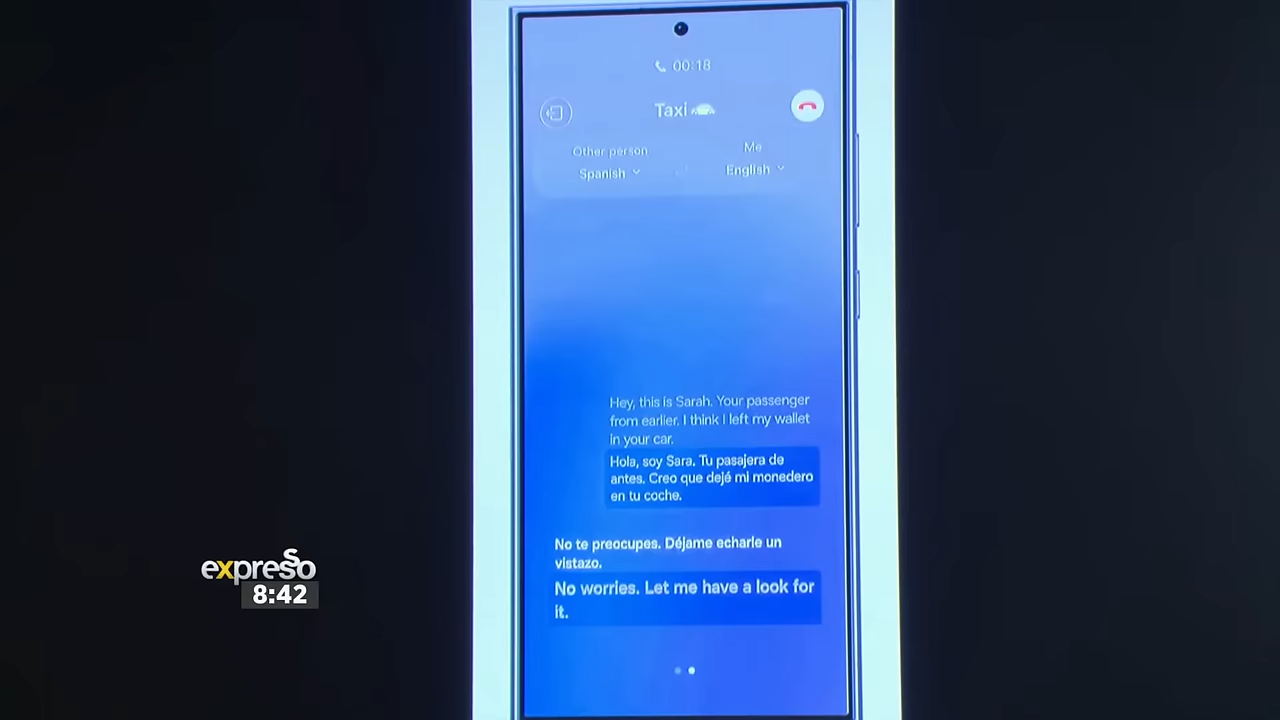 00:18
Taxi
Other person
Me
Spanish
English
Hey, this is Sarah. Your passenger
from earlier. I think I left my wallet
in your car.
Hola, soy Sara. Tu pasajera de
antes. Creo que dejé mi monedero
en tu coche.
No te preocupes. Déjame echarle un
vistazo.
No worries. Let me have a look for
it.
expresso
8:42